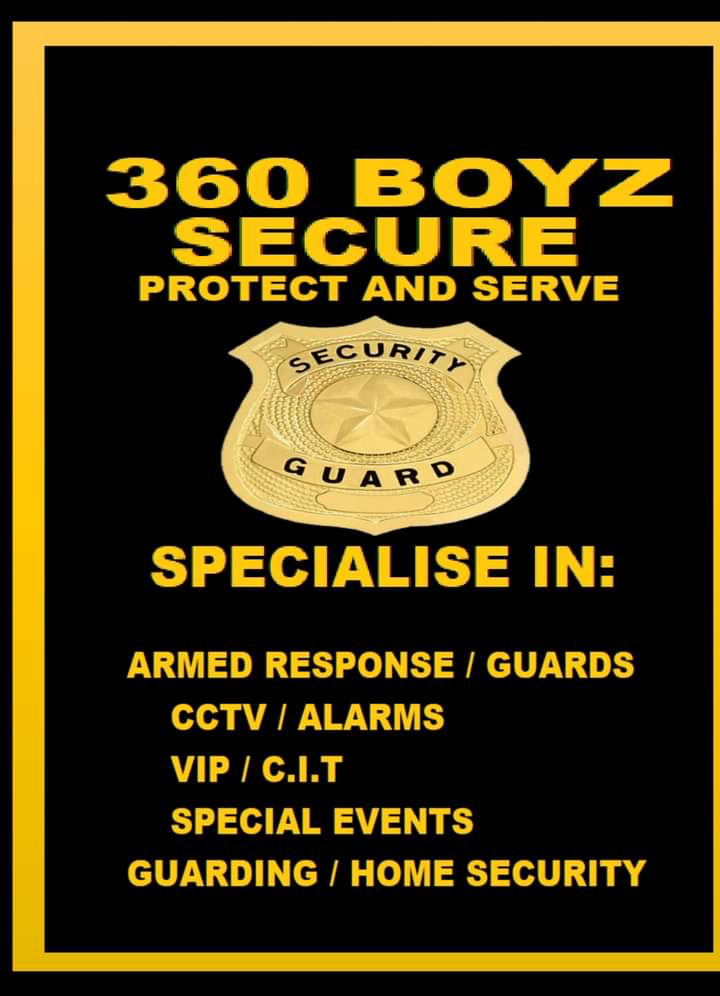 360 BOYZ
SECURE
PROTECT AND SERVE
SECURITY
GUARD
SPECIALISE IN:
ARMED RESPONSE / GUARDS
CCTV / ALARMS
VIP / C.I.T
SPECIAL EVENTS
GUARDING / HOME SECURITY